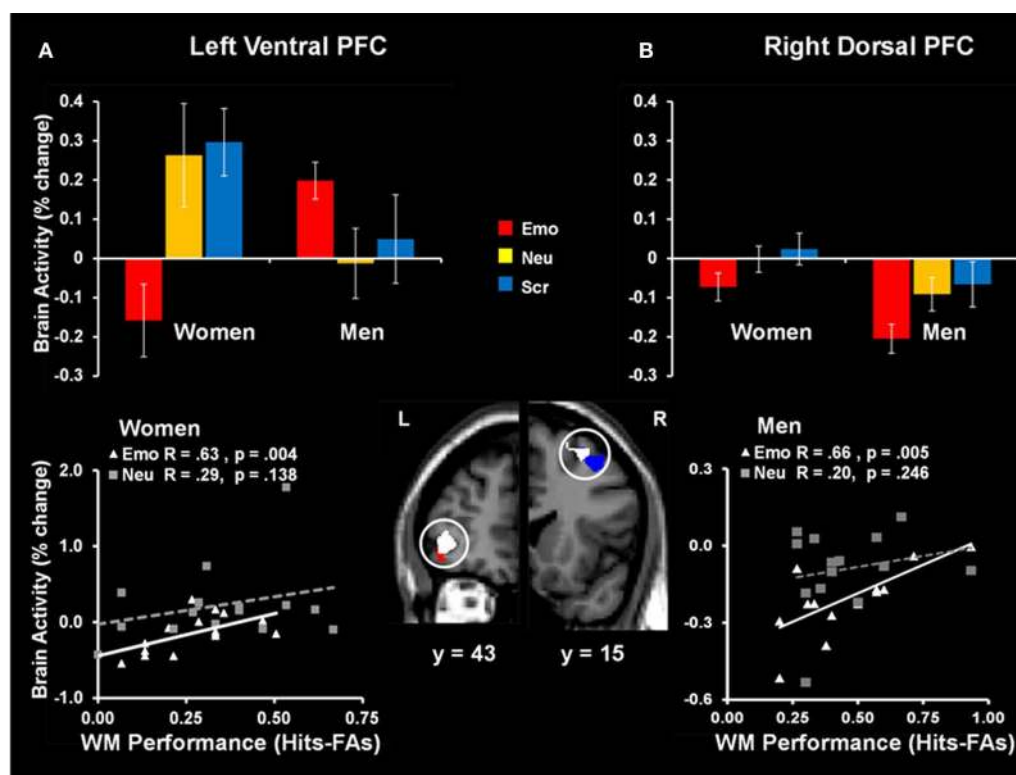 A
Left Ventral PFC
Brain Activity (% change)
0.4
0.3
0.2
0.1
0
-0.1
-0.2
-0.3
Women
Men
Emo
Neu
Scr
B
Right Dorsal PFC
0.4
0.3
0.2
0.1
0
-0.1
-0.2
-0.3
Women
Men
Women
Emo R = .63 , p = .004
Neu R = .29, p = .138
Brain Activity (% change)
2.0
1.0
0.0
-1.0
0.00 0.25 0.50 0.75
WM Performance (Hits-FAs)
L
R
y = 43
y = 15
Men
Emo R = .66 , p = .005
Neu R = .20, p = .246
0.3
0.0
-0.3
-0.6
0.00 0.25 0.50 0.75 1.00
WM Performance (Hits-FAs)